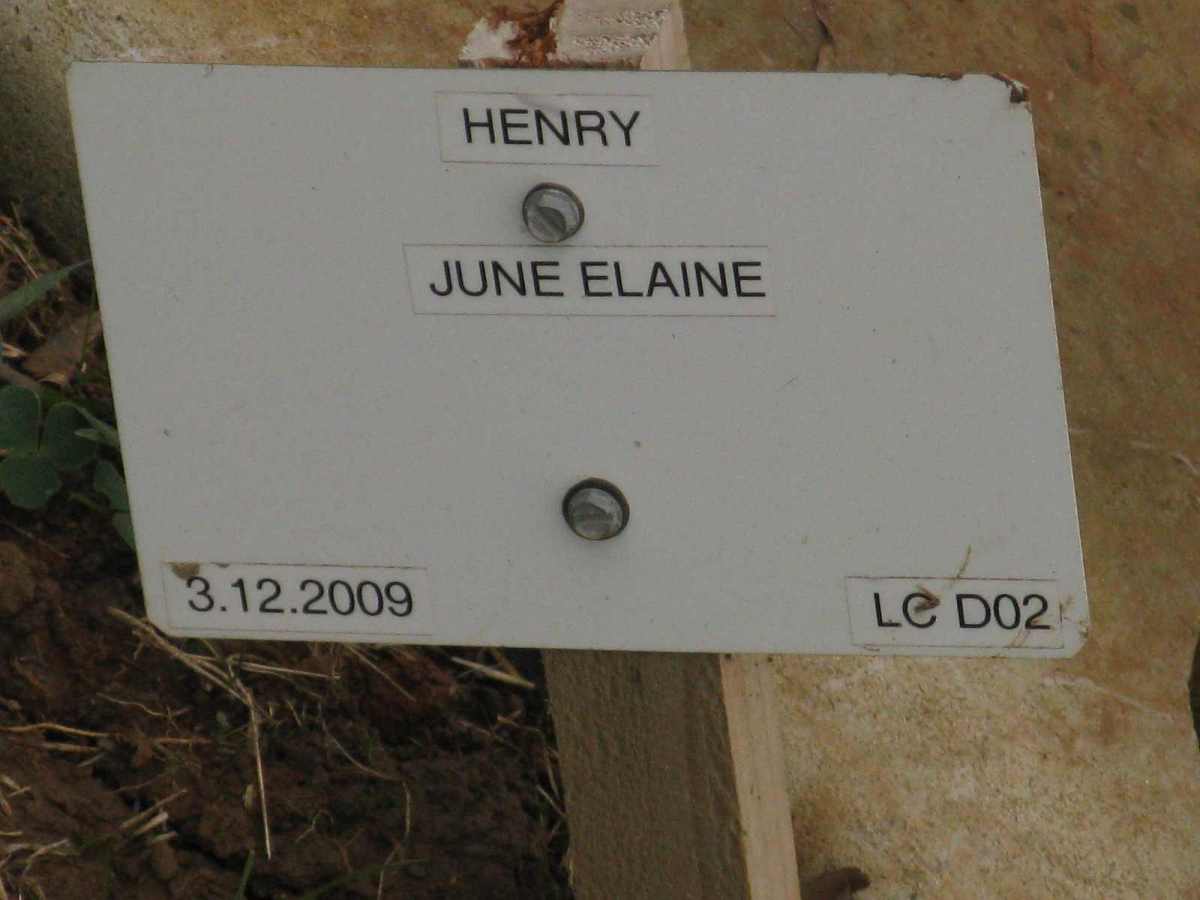 HENRY
JUNE ELAINE
3.12.2009
LC D02